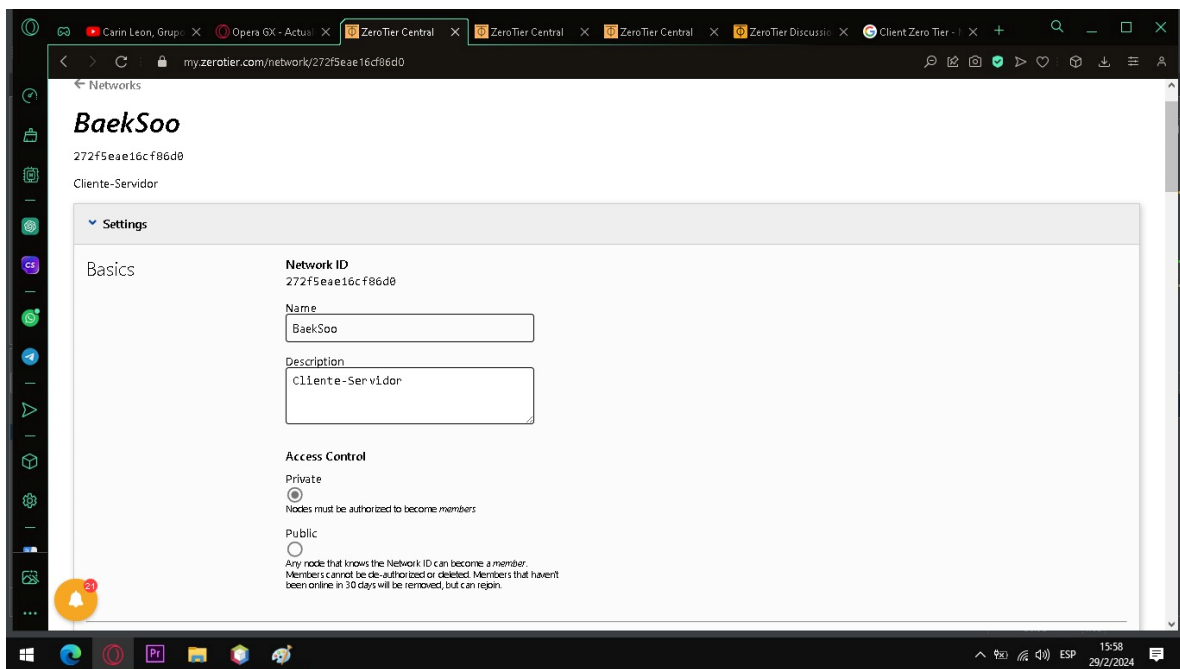 Carin Leon, Grupo
Opera GX - Actual
ZeroTier Central
ZeroTier Central
ZeroTier Central
ZeroTier Discussio
Client Zero Tier -
my.zerotier.com/network/272f5eae16cf86d0
← Networks
BaekSoo
272f5eae16cf86d0
Cliente-Servidor
Settings
Basics
Network ID
272f5eae16cf86d0
Name
BaekSoo
Description
Cliente-Servidor
Access Control
Private
Nodes must be authorized to become members
Public
Any node that knows the Network ID can become a member.
Members cannot be de-authorized or deleted. Members that haven't
been online in 30 days will be removed, but can rejoin.
CS
21
Pr
ESP
15:58
29/2/2024